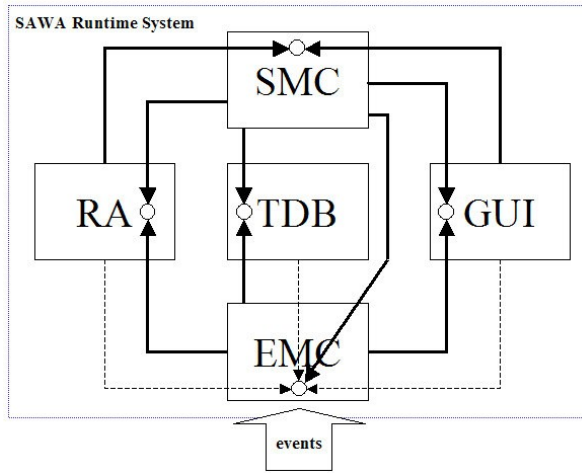 SAWA Runtime System
SMC
RA
TDB
GUI
EMC
events